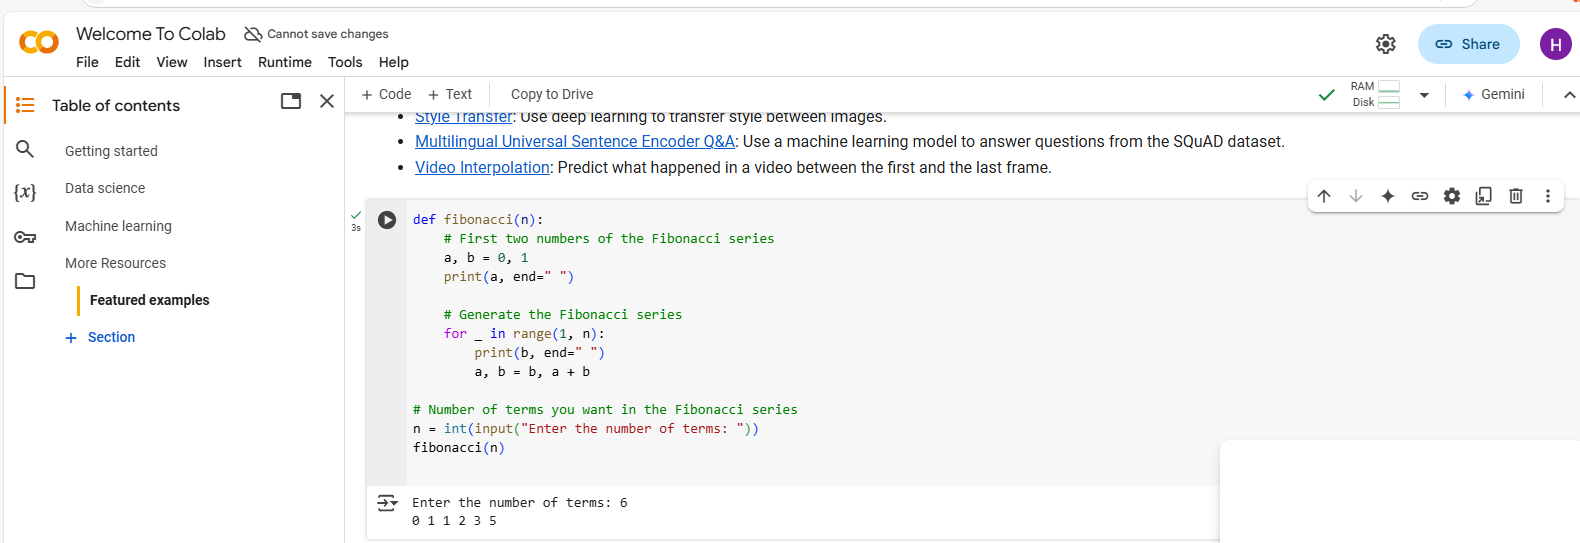 Welcome To Colab
Cannot save changes
File Edit View Insert Runtime Tools Help
Share
H
Table of contents
+ Code + Text Copy to Drive
RAM
Disk
Gemini
Getting started
Data science
Machine learning
More Resources
Featured examples
+ Section
{x}
• Style Transfer: Use deep learning to transfer style between images.
• Multilingual Universal Sentence Encoder Q&A: Use a machine learning model to answer questions from the SQuAD dataset.
• Video Interpolation: Predict what happened in a video between the first and the last frame.
3s
def fibonacci(n):
    # First two numbers of the Fibonacci series
    a, b = 0, 1
    print(a, end=" ")

    # Generate the Fibonacci series
    for _ in range(1, n):
        print(b, end=" ")
        a, b = b, a + b

# Number of terms you want in the Fibonacci series
n = int(input("Enter the number of terms: "))
fibonacci(n)
Enter the number of terms: 6
0 1 1 2 3 5